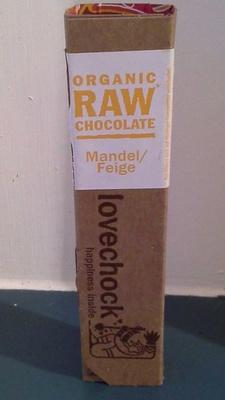 ORGANIC
RAW
CHOCOLATE
Mandel/
Feige
lovechock
happiness inside